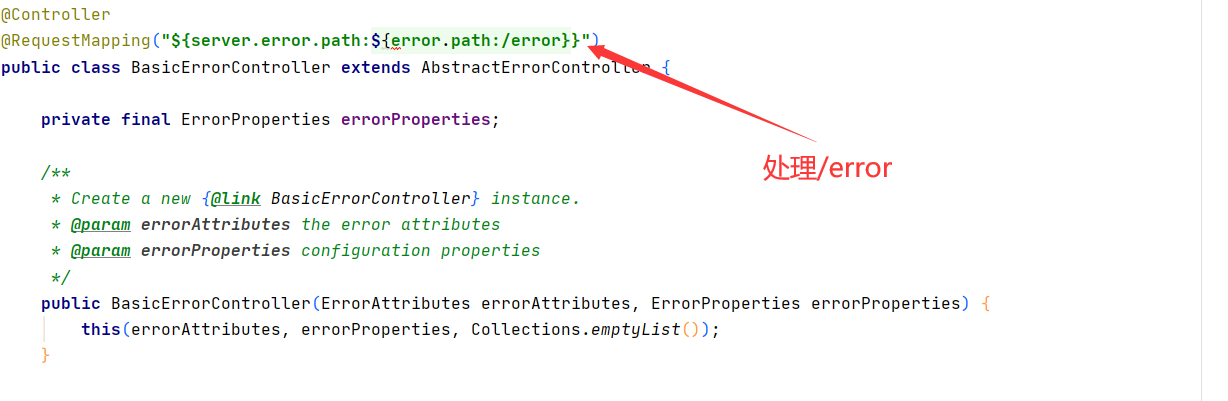 @Controller
@RequestMapping("${server.error.path:${error.path:/error}}")
public class BasicErrorController extends AbstractErrorController {
private final ErrorProperties errorProperties;
/**
* Create a new {@link BasicErrorController} instance.
* @param errorAttributes the error attributes
* @param errorProperties configuration properties
*/
public BasicErrorController(ErrorAttributes errorAttributes, ErrorProperties errorProperties) {
this(errorAttributes, errorProperties, Collections.emptyList());
}
处理/error